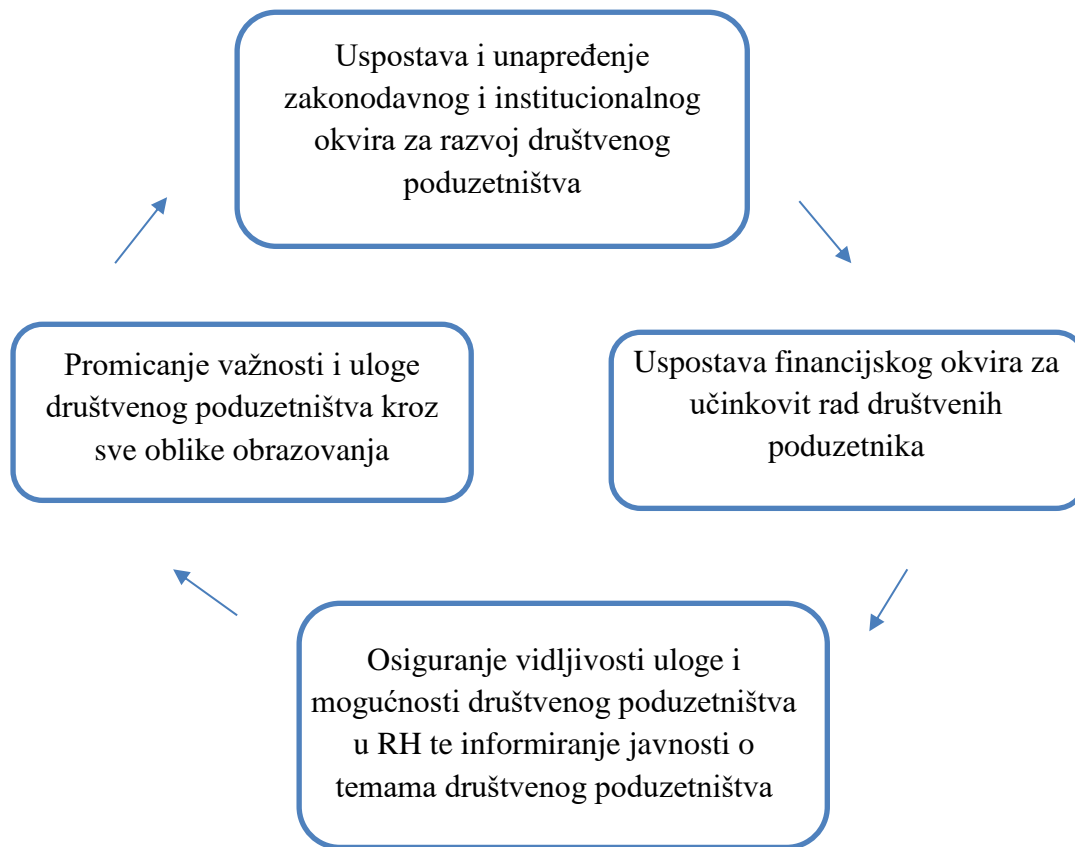 Uspostava i unapređenje
zakonodavnog i institucionalnog
okvira za razvoj društvenog
poduzetništva
Promicanje važnosti i uloge
društvenog poduzetništva kroz
sve oblike obrazovanja
Uspostava financijskog okvira za
učinkovit rad društvenih
poduzetnika
Osiguranje vidljivosti uloge i
mogućnosti društvenog poduzetništva
u RH te informiranje javnosti o
temama društvenog poduzetništva